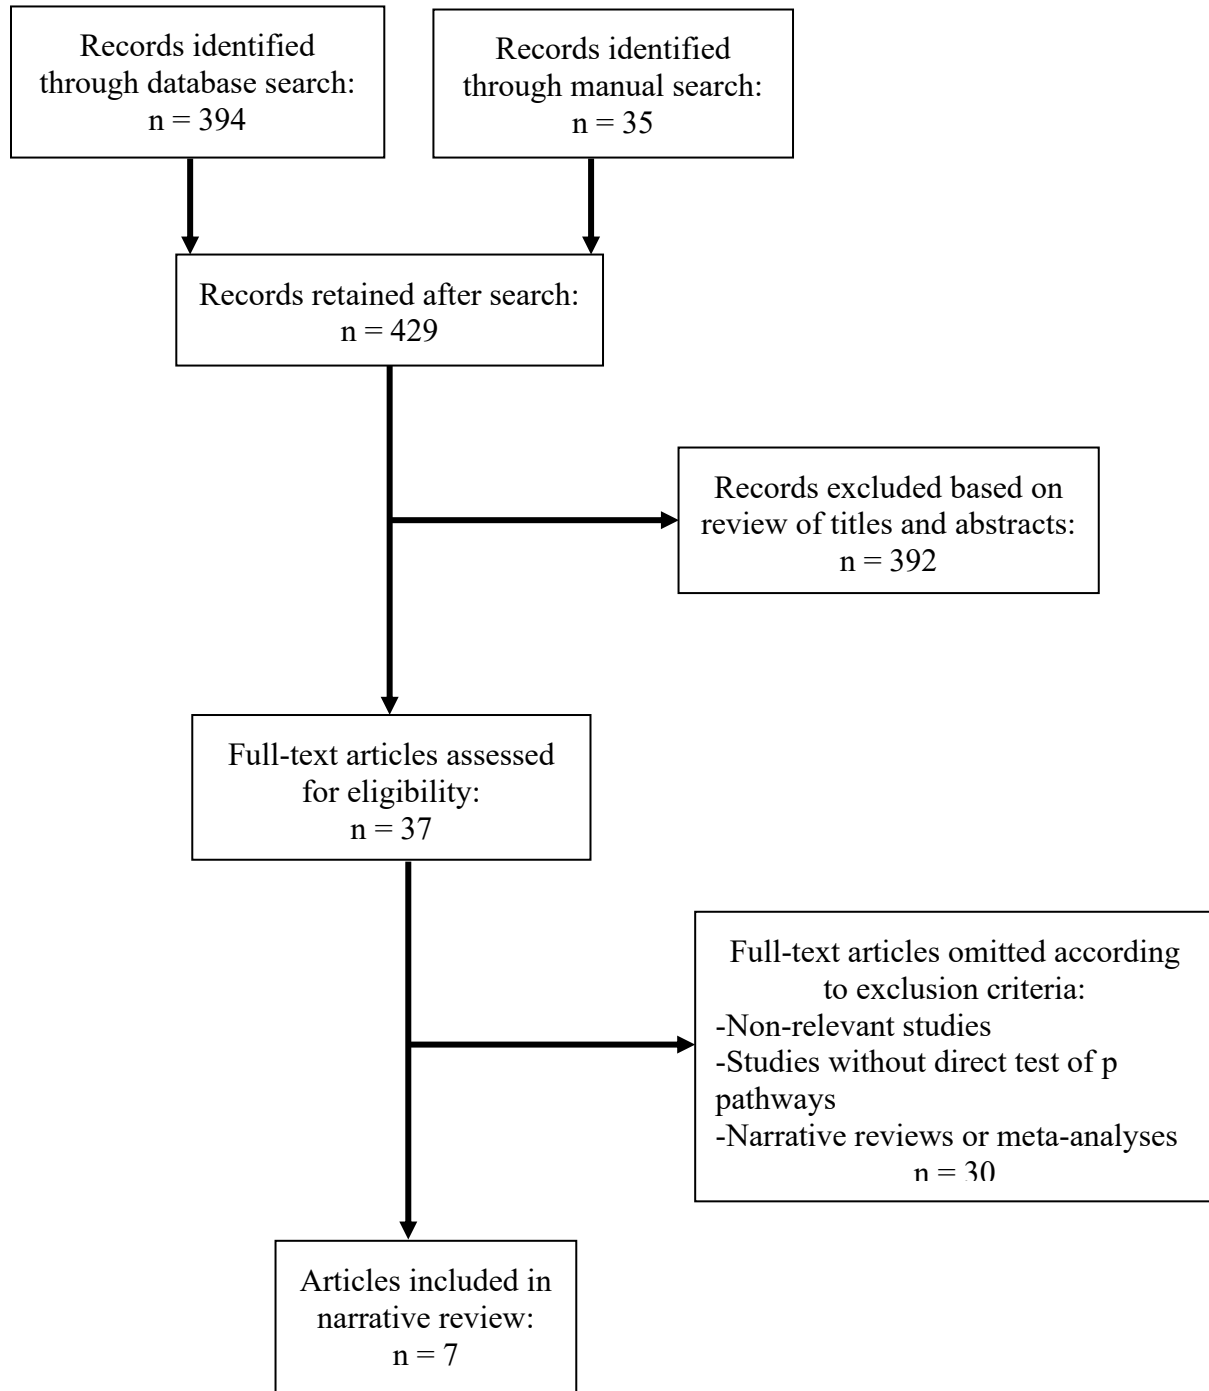 Records identified
through database search:
n = 394
Records identified
through manual search:
n = 35
Records retained after search:
n = 429
Records excluded based on
review of titles and abstracts:
n = 392
Full-text articles assessed
for eligibility:
n = 37
Full-text articles omitted according
to exclusion criteria:
-Non-relevant studies
-Studies without direct test of p
pathways
-Narrative reviews or meta-analyses
n = 30
Articles included in
narrative review:
n = 7